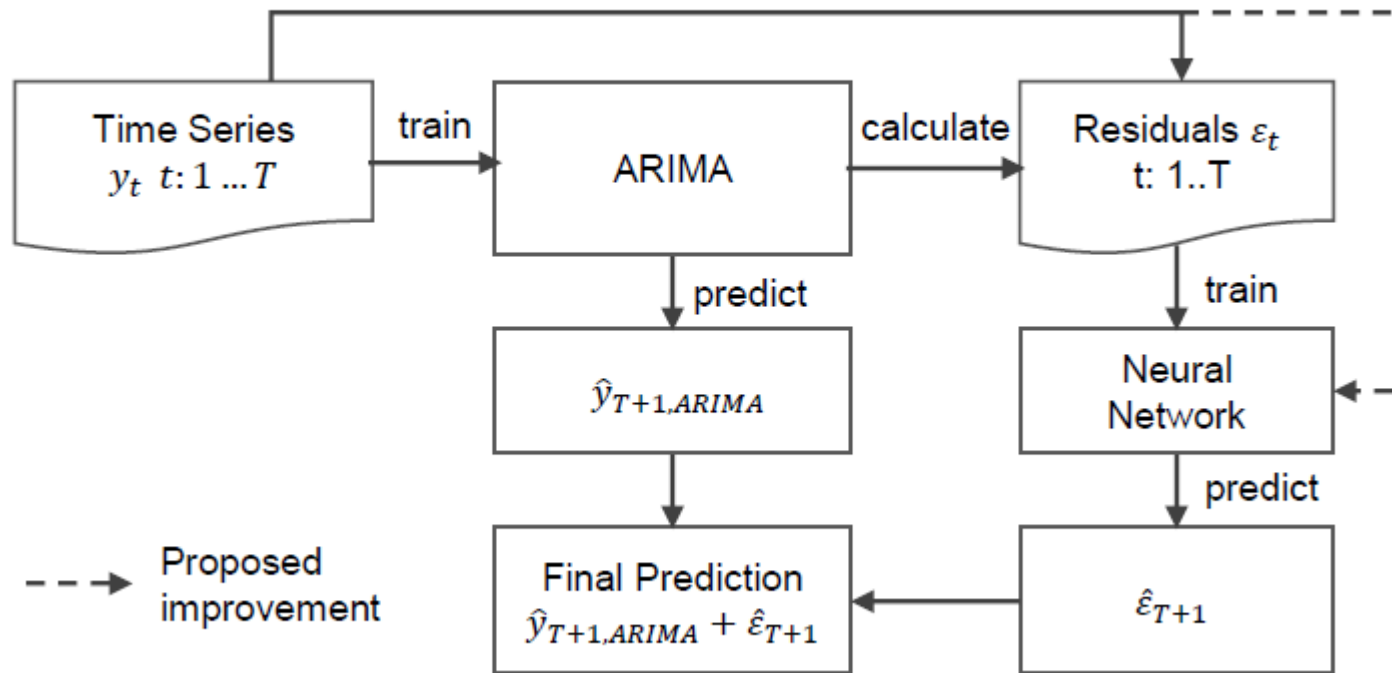 Time Series
y_t t: 1 … T
train
ARIMA
calculate
Residuals ε_t
t: 1..T
predict
train
ŷ_{T+1,ARIMA}
Neural
Network
predict
Proposed
improvement
Final Prediction
ŷ_{T+1,ARIMA} + ε̂_{T+1}
ε̂_{T+1}